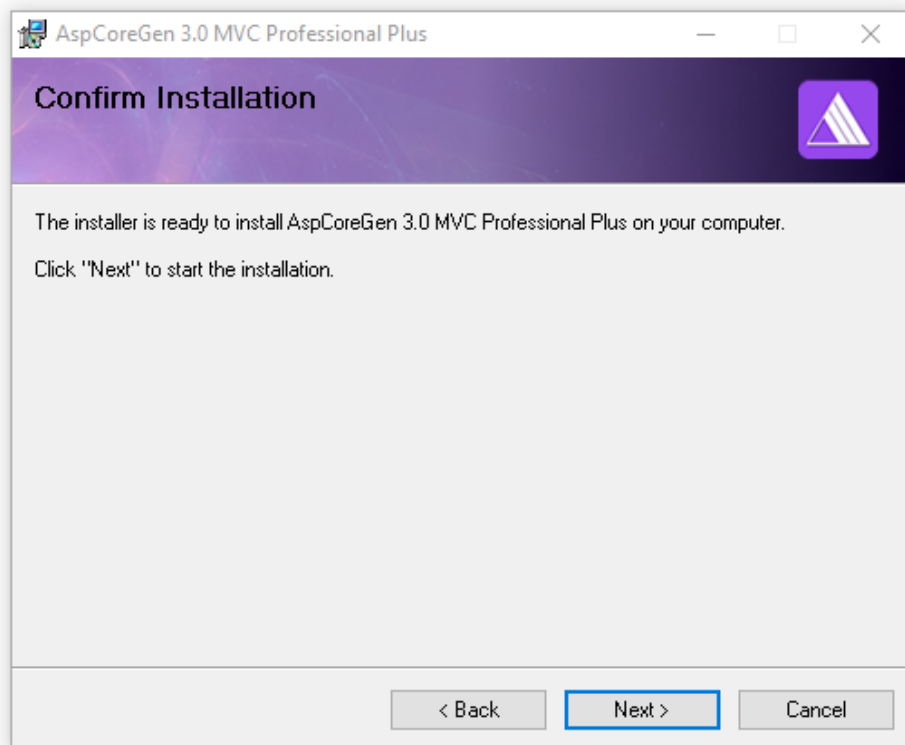 AspCoreGen 3.0 MVC Professional Plus
Confirm Installation
The installer is ready to install AspCoreGen 3.0 MVC Professional Plus on your computer.
Click "Next" to start the installation.
< Back
Next >
Cancel